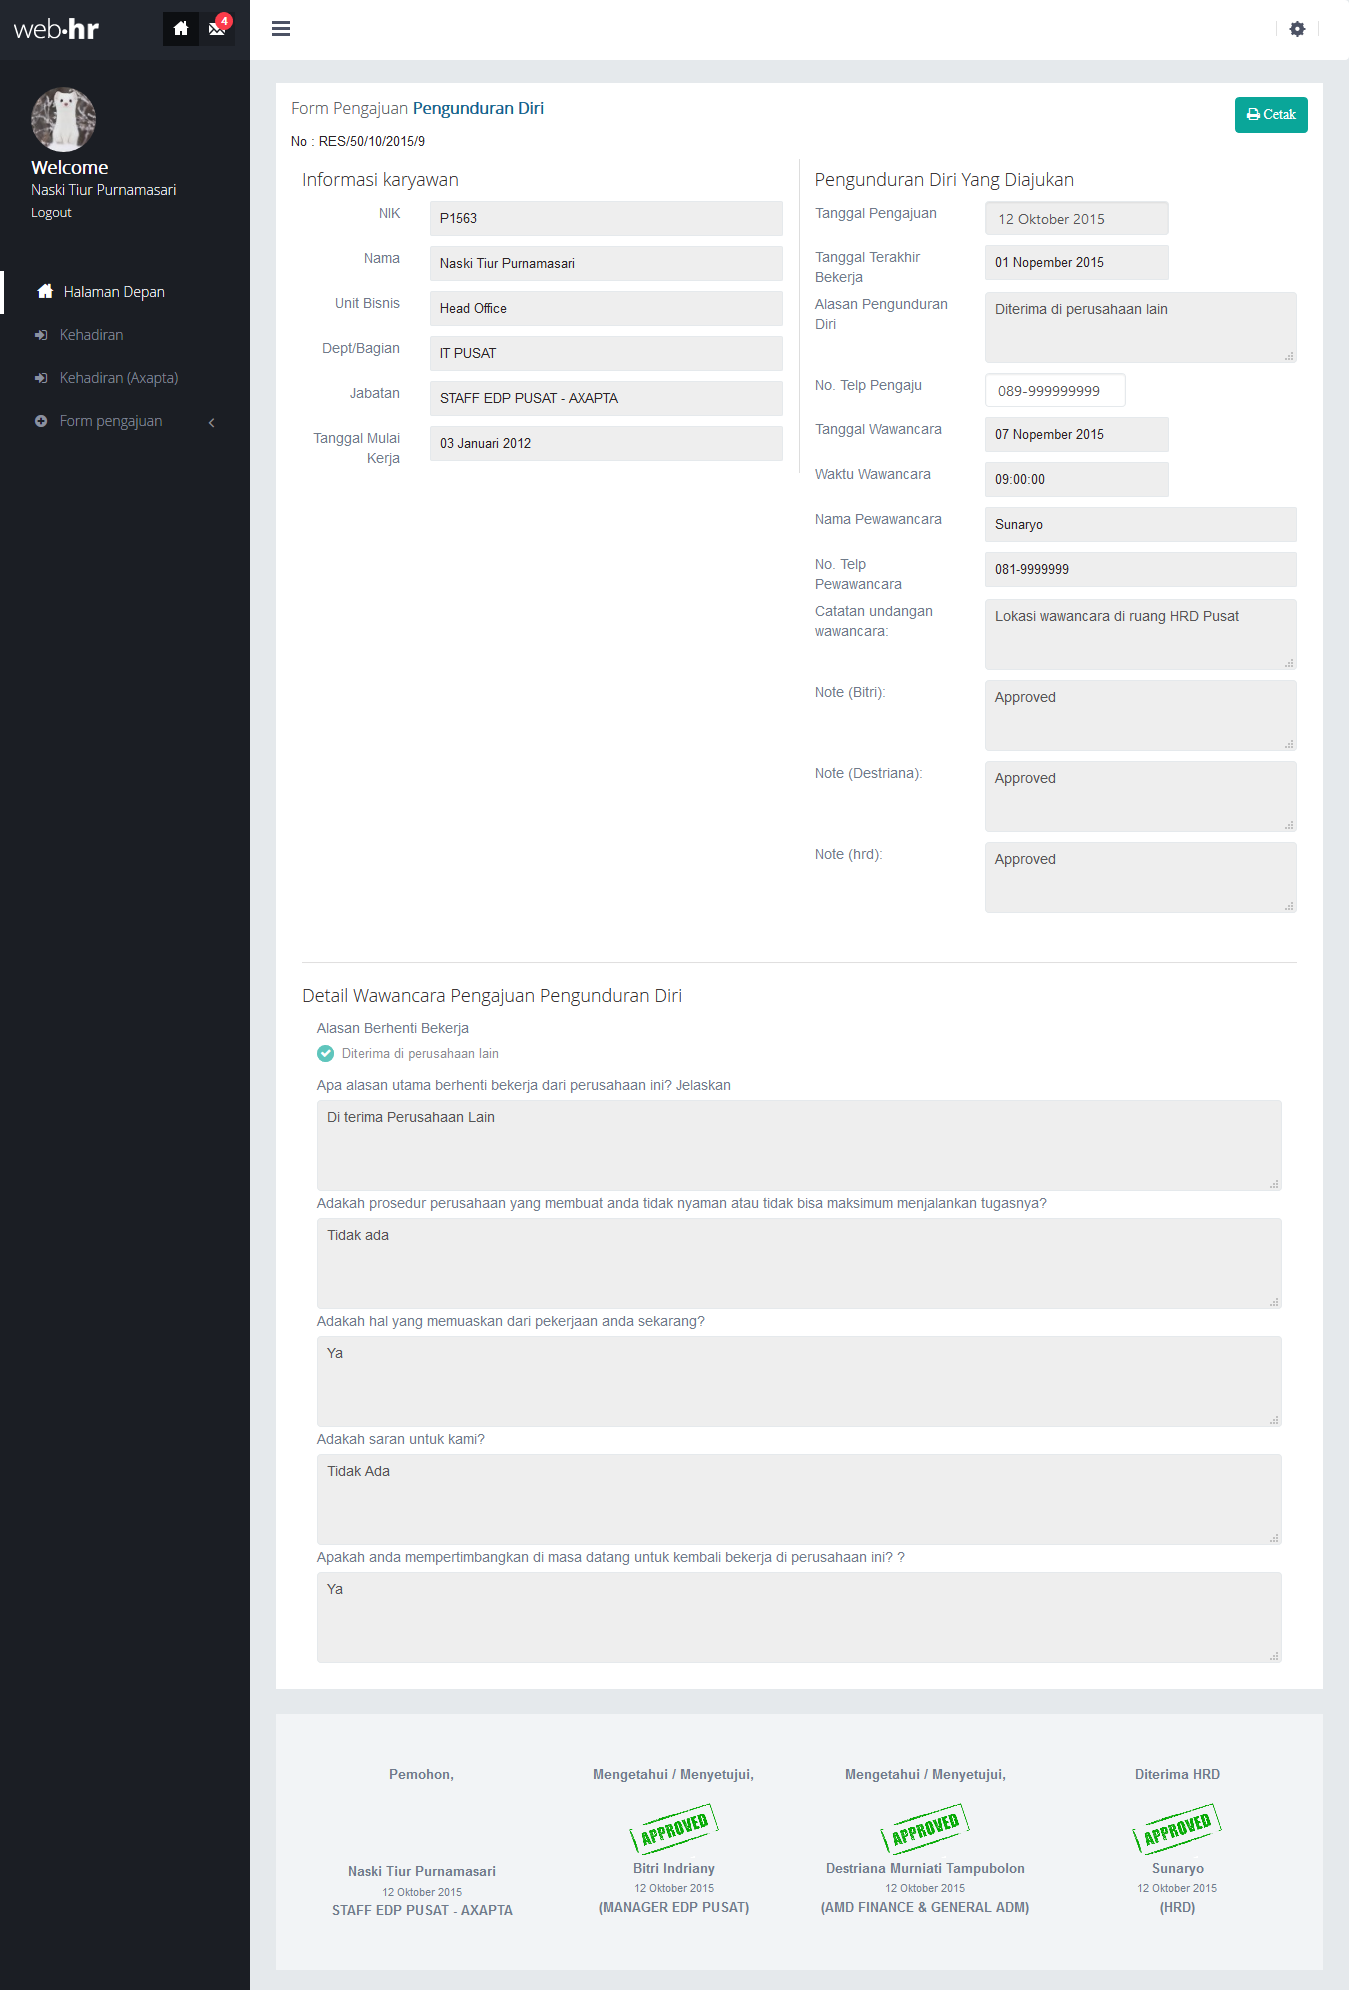 web·hr
4
Welcome
Naski Tiur Purnamasari
Logout
Halaman Depan
Kehadiran
Kehadiran (Axapta)
Form pengajuan
Form Pengajuan Pengunduran Diri
Cetak
No : RES/50/10/2015/9
Informasi karyawan
NIK
P1563
Nama
Naski Tiur Purnamasari
Unit Bisnis
Head Office
Dept/Bagian
IT PUSAT
Jabatan
STAFF EDP PUSAT - AXAPTA
Tanggal Mulai
Kerja
03 Januari 2012
Pengunduran Diri Yang Diajukan
Tanggal Pengajuan
12 Oktober 2015
Tanggal Terakhir
Bekerja
01 Nopember 2015
Alasan Pengunduran
Diri
Diterima di perusahaan lain
No. Telp Pengaju
089-999999999
Tanggal Wawancara
07 Nopember 2015
Waktu Wawancara
09:00:00
Nama Pewawancara
Sunaryo
No. Telp
Pewawancara
081-9999999
Catatan undangan
wawancara:
Lokasi wawancara di ruang HRD Pusat
Note (Bitri):
Approved
Note (Destriana):
Approved
Note (hrd):
Approved
Detail Wawancara Pengajuan Pengunduran Diri
Alasan Berhenti Bekerja
Diterima di perusahaan lain
Apa alasan utama berhenti bekerja dari perusahaan ini? Jelaskan
Di terima Perusahaan Lain
Adakah prosedur perusahaan yang membuat anda tidak nyaman atau tidak bisa maksimum menjalankan tugasnya?
Tidak ada
Adakah hal yang memuaskan dari pekerjaan anda sekarang?
Ya
Adakah saran untuk kami?
Tidak Ada
Apakah anda mempertimbangkan di masa datang untuk kembali bekerja di perusahaan ini? ?
Ya
Pemohon,
Naski Tiur Purnamasari
12 Oktober 2015
STAFF EDP PUSAT - AXAPTA
Mengetahui / Menyetujui,
APPROVED
Bitri Indriany
12 Oktober 2015
(MANAGER EDP PUSAT)
Mengetahui / Menyetujui,
APPROVED
Destriana Murniati Tampubolon
12 Oktober 2015
(AMD FINANCE & GENERAL ADM)
Diterima HRD
APPROVED
Sunaryo
12 Oktober 2015
(HRD)